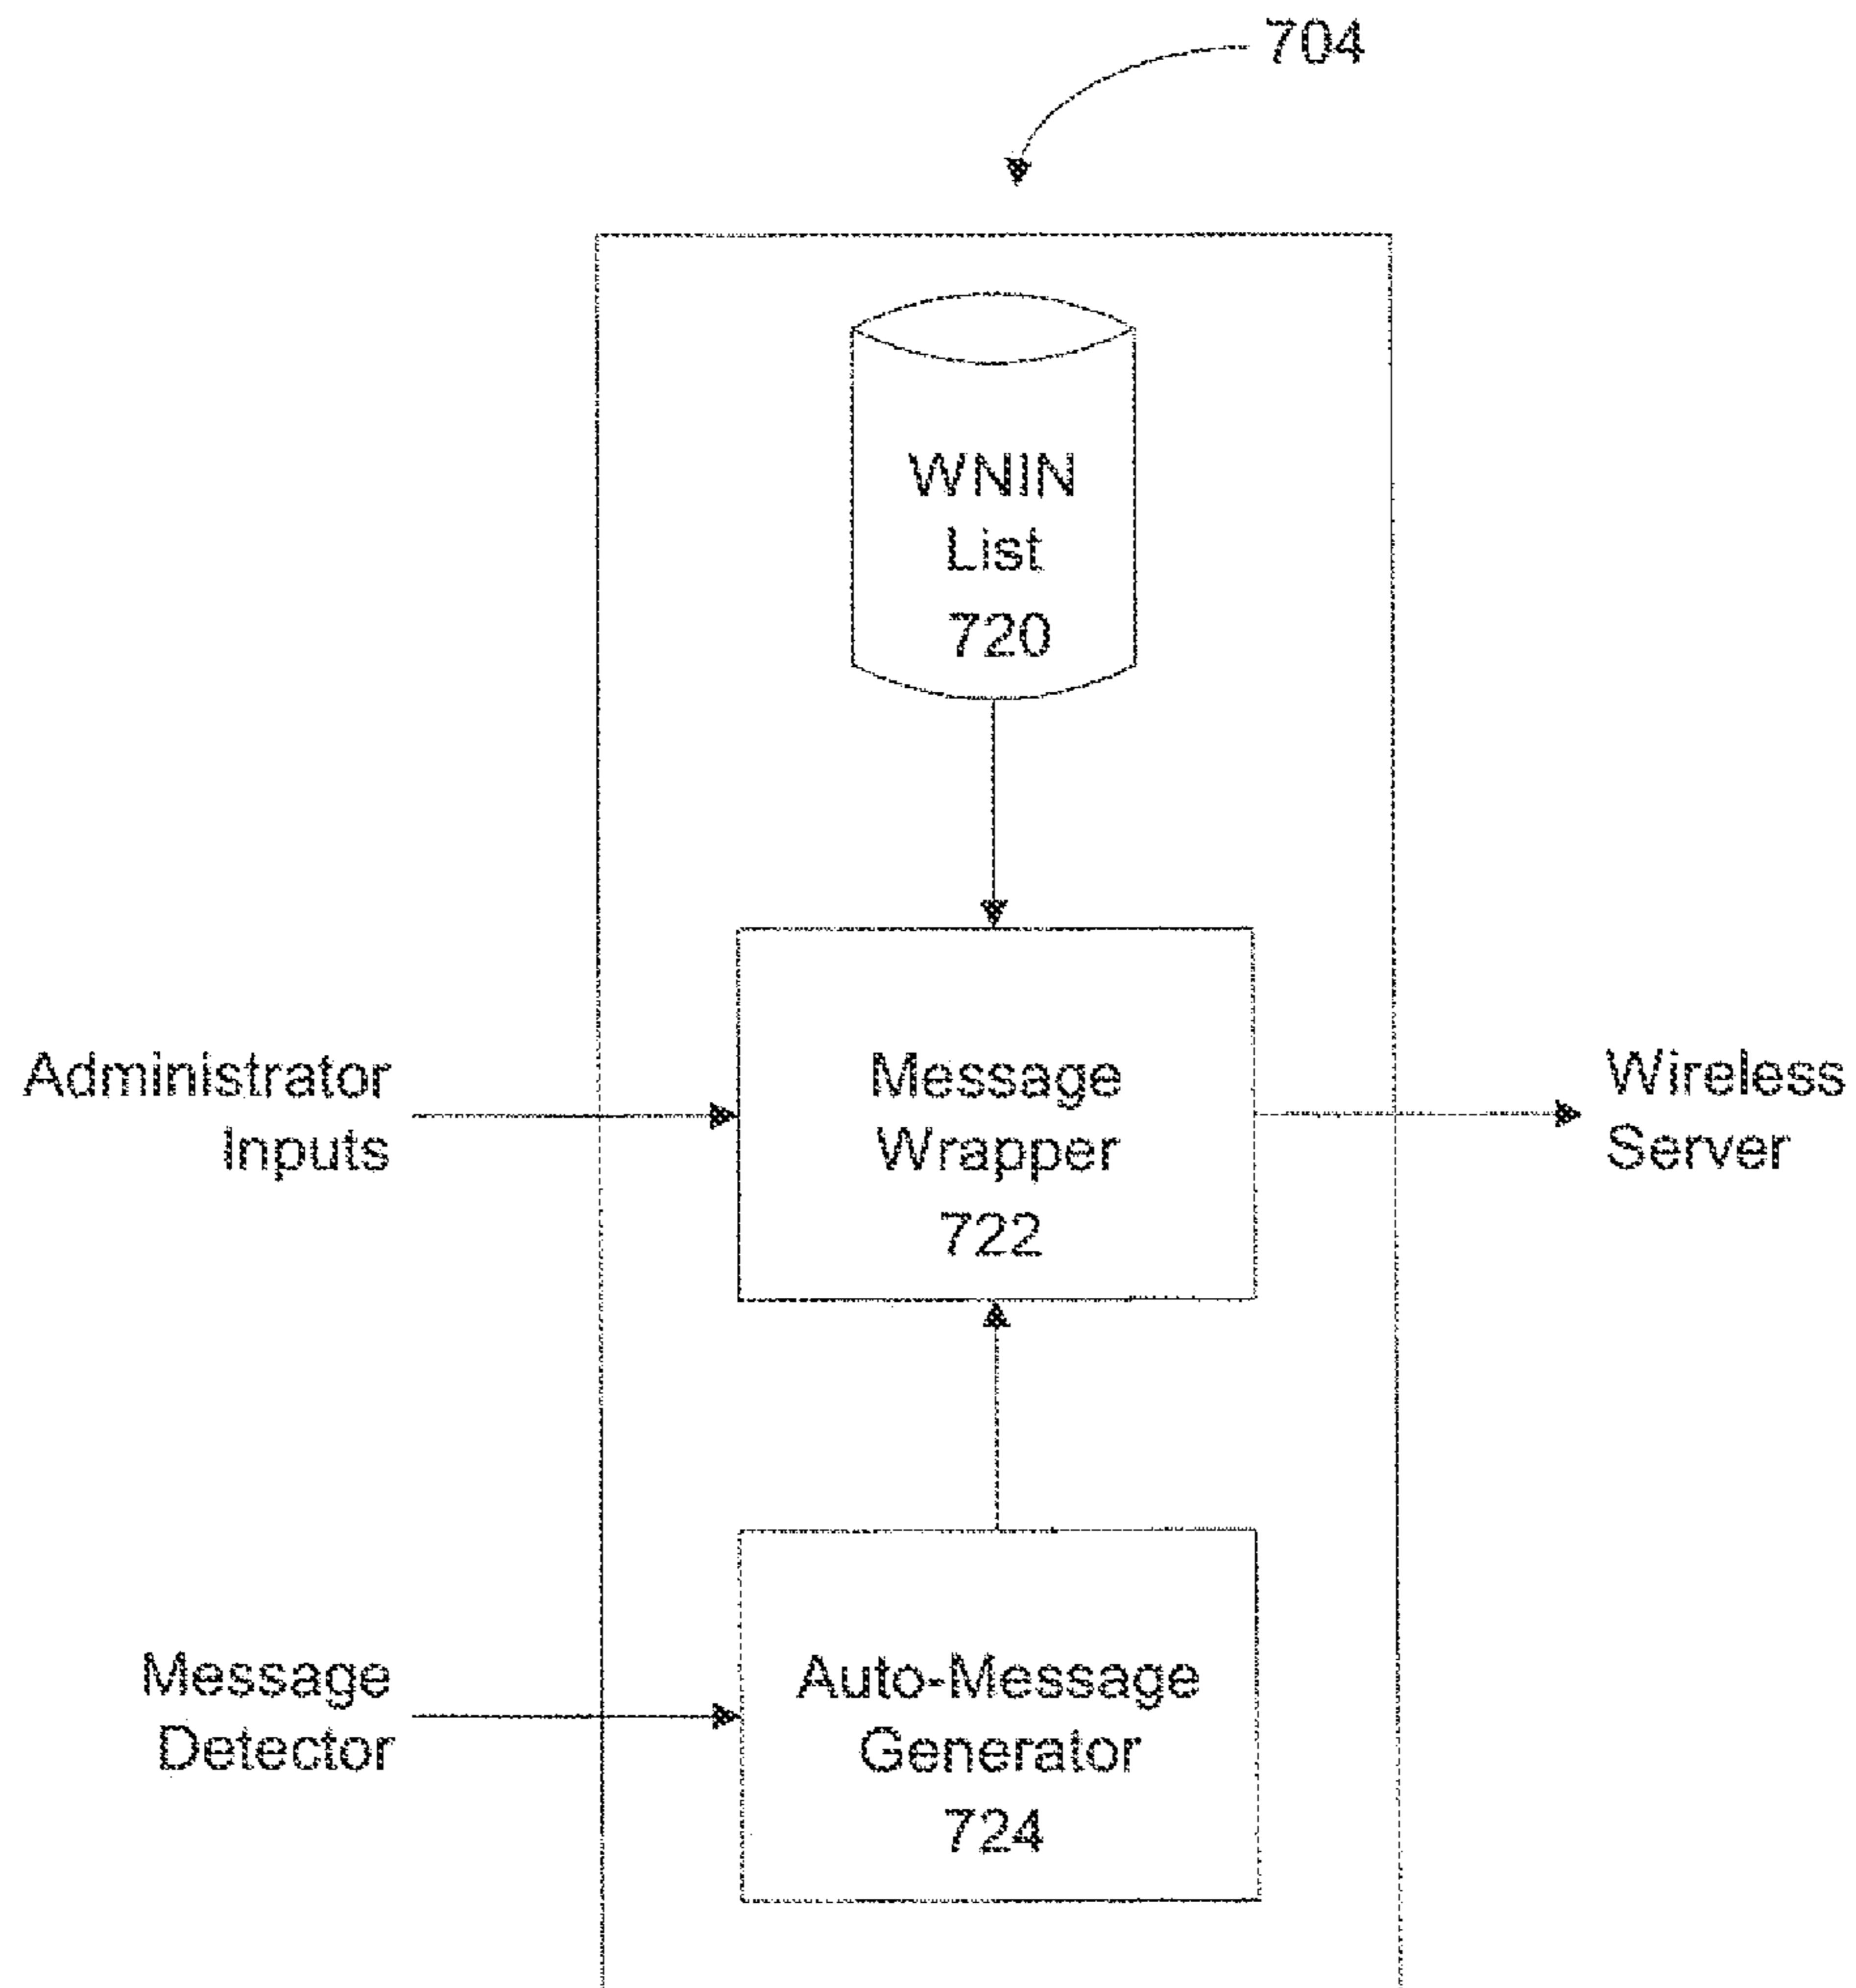 704
WNIN
List
720
Administrator
Inputs
Message
Wrapper
722
Wireless
Server
Message
Detector
Auto-Message
Generator
724